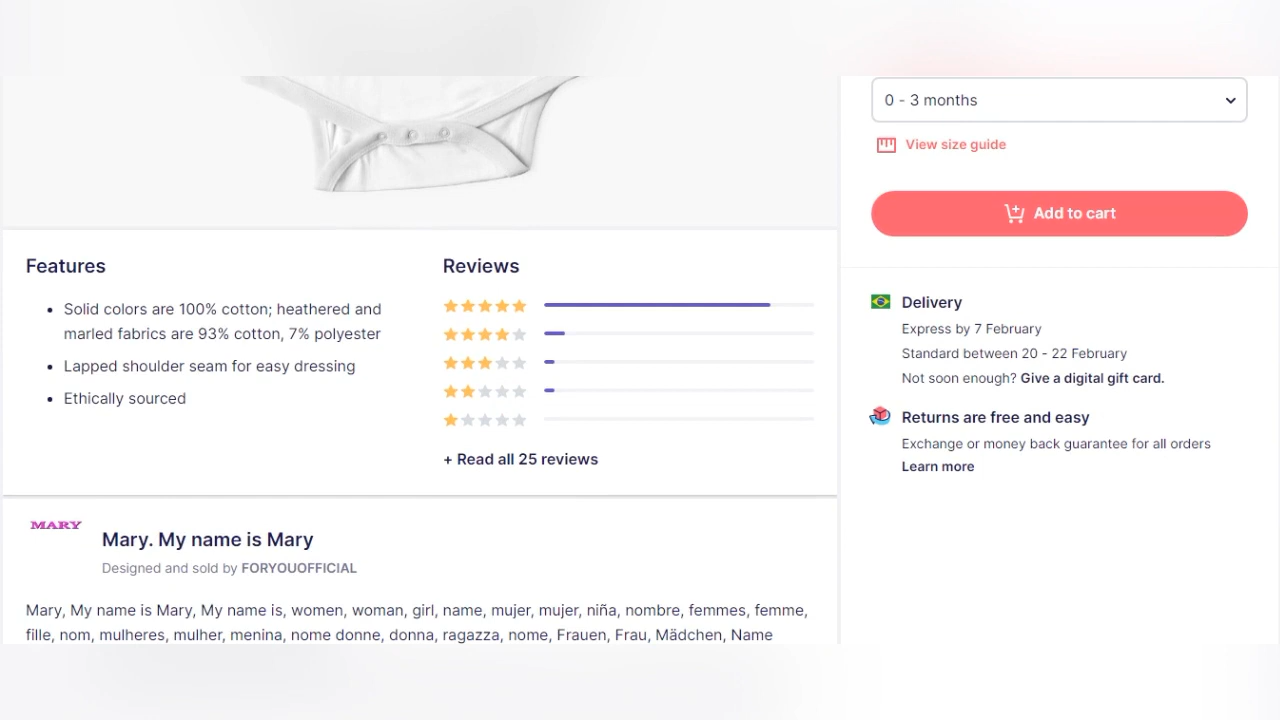 0 - 3 months
View size guide
Add to cart
Features
Solid colors are 100% cotton; heathered and
marled fabrics are 93% cotton, 7% polyester
Lapped shoulder seam for easy dressing
Ethically sourced
Reviews
+ Read all 25 reviews
Delivery
Express by 7 February
Standard between 20 - 22 February
Not soon enough? Give a digital gift card.
Returns are free and easy
Exchange or money back guarantee for all orders
Learn more
MARY
Mary. My name is Mary
Designed and sold by FORYOUOFFICIAL
Mary, My name is Mary, My name is, women, woman, girl, name, mujer, mujer, niña, nombre, femmes, femme,
fille, nom, mulheres, mulher, menina, nome donne, donna, ragazza, nome, Frauen, Frau, Mädchen, Name